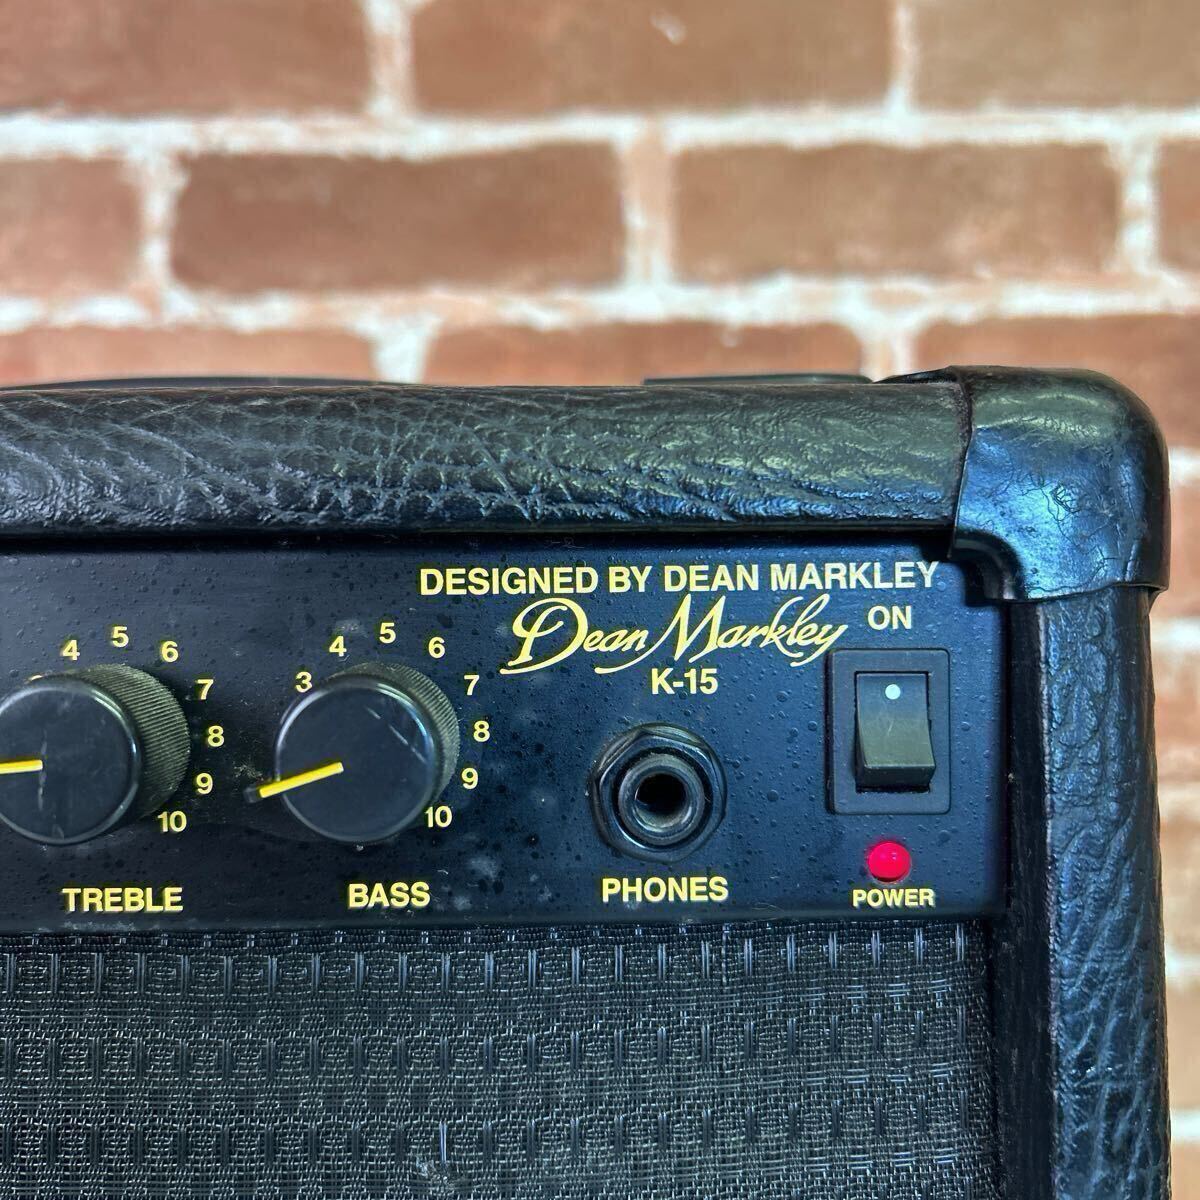 DESIGNED BY DEAN MARKLEY
Dean Markley
K-15
ON
4 5 6 7 8 9 10
TREBLE
3 4 5 6 7 8 9 10
BASS
PHONES
POWER